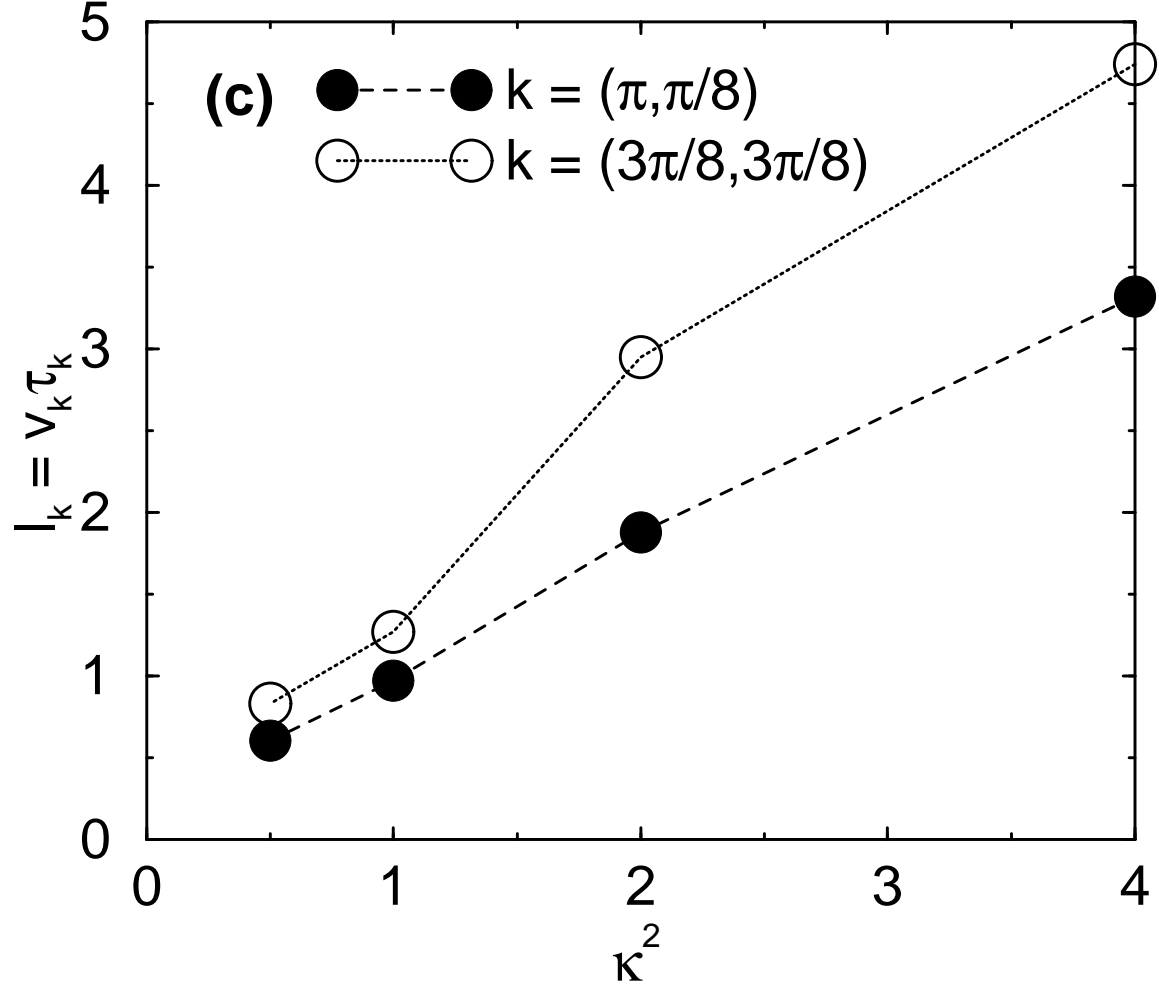 5
(c) k = (π,π/8)
k = (3π/8,3π/8)
4
3
l_k = v_k τ_k
2
1
0
0 1 2 3 4
κ²